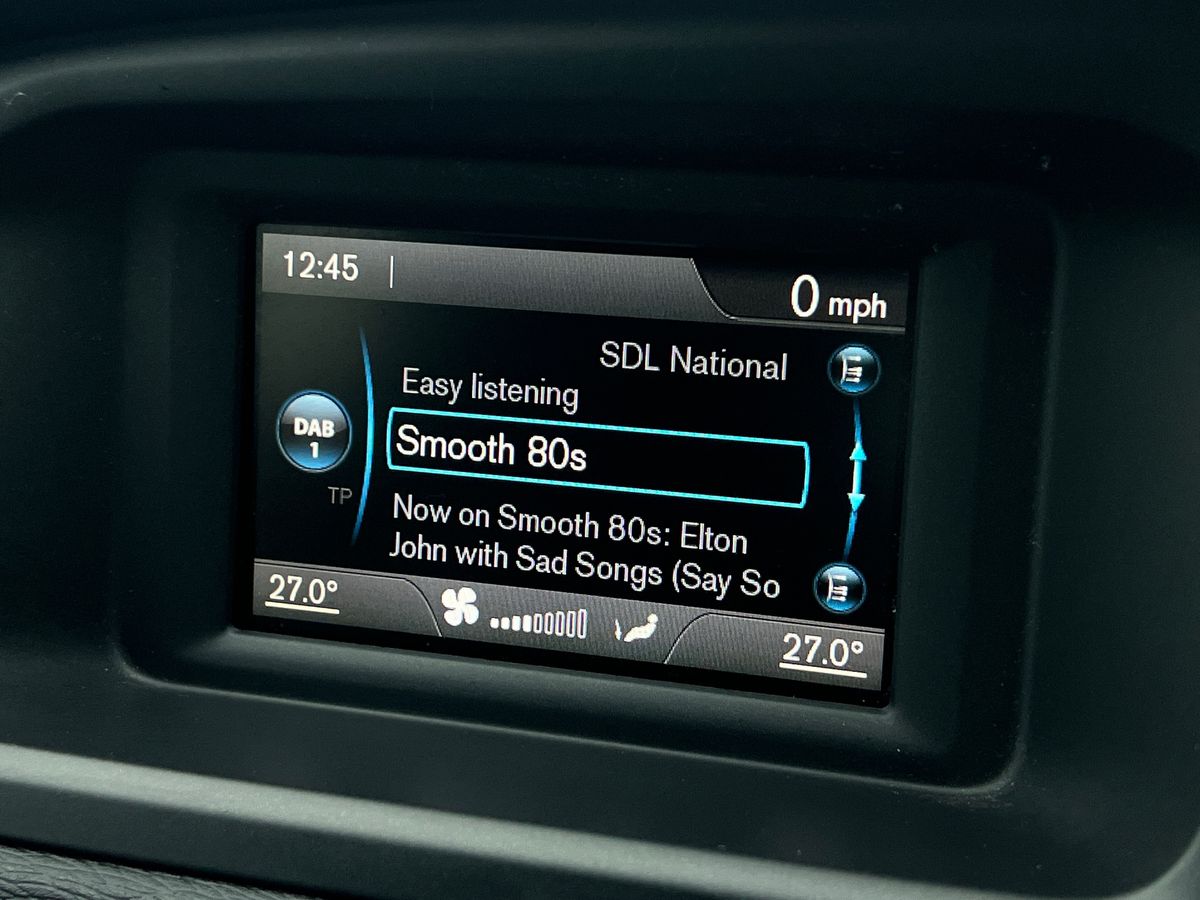 12:45 |
0 mph
SDL National
Easy listening
DAB
1
Smooth 80s
TP
Now on Smooth 80s: Elton
John with Sad Songs (Say So
27.0°
27.0°